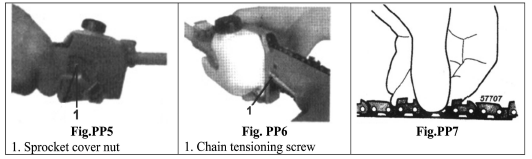 1
Fig.PP5
1. Sprocket cover nut
1
Fig. PP6
1. Chain tensioning screw
57707
Fig.PP7